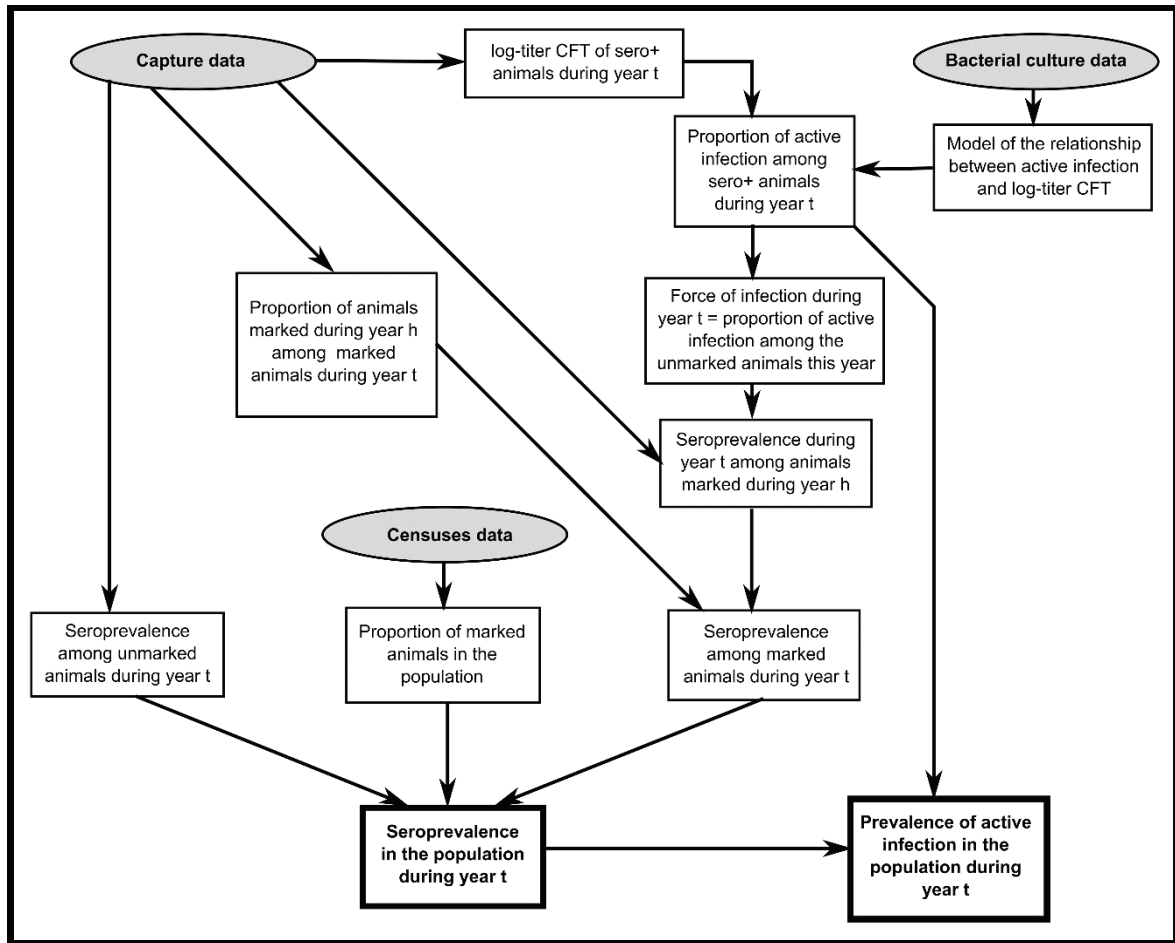 Capture data
log-titer CFT of sero+
animals during year t
Bacterial culture data
Proportion of active
infection among
sero+ animals
during year t
Model of the relationship
between active infection
and log-titer CFT
Proportion of animals
marked during year h
among marked
animals during year t
Force of infection during
year t = proportion of active
infection among the
unmarked animals this year
Seroprevalence during
year t among animals
marked during year h
Censuses data
Seroprevalence
among unmarked
animals during year t
Proportion of marked
animals in the
population
Seroprevalence
among marked
animals during year t
Seroprevalence
in the population
during year t
Prevalence of active
infection in the
population during
year t